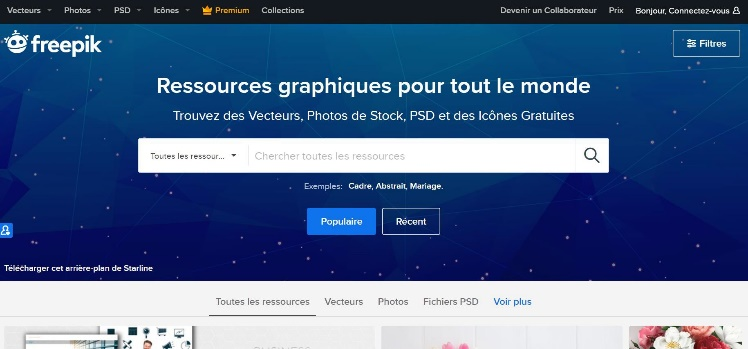 Vecteurs Photos PSD Icônes Premium Collections Devenir un Collaborateur Prix Bonjour, Connectez-vous
freepik Filtres
Ressources graphiques pour tout le monde
Trouvez des Vecteurs, Photos de Stock, PSD et des Icônes Gratuites
Toutes les ressour... Chercher toutes les ressources
Exemples: Cadre, Abstrait, Mariage.
Populaire Récent
Télécharger cet arrière-plan de Starline
Toutes les ressources Vecteurs Photos Fichiers PSD Voir plus